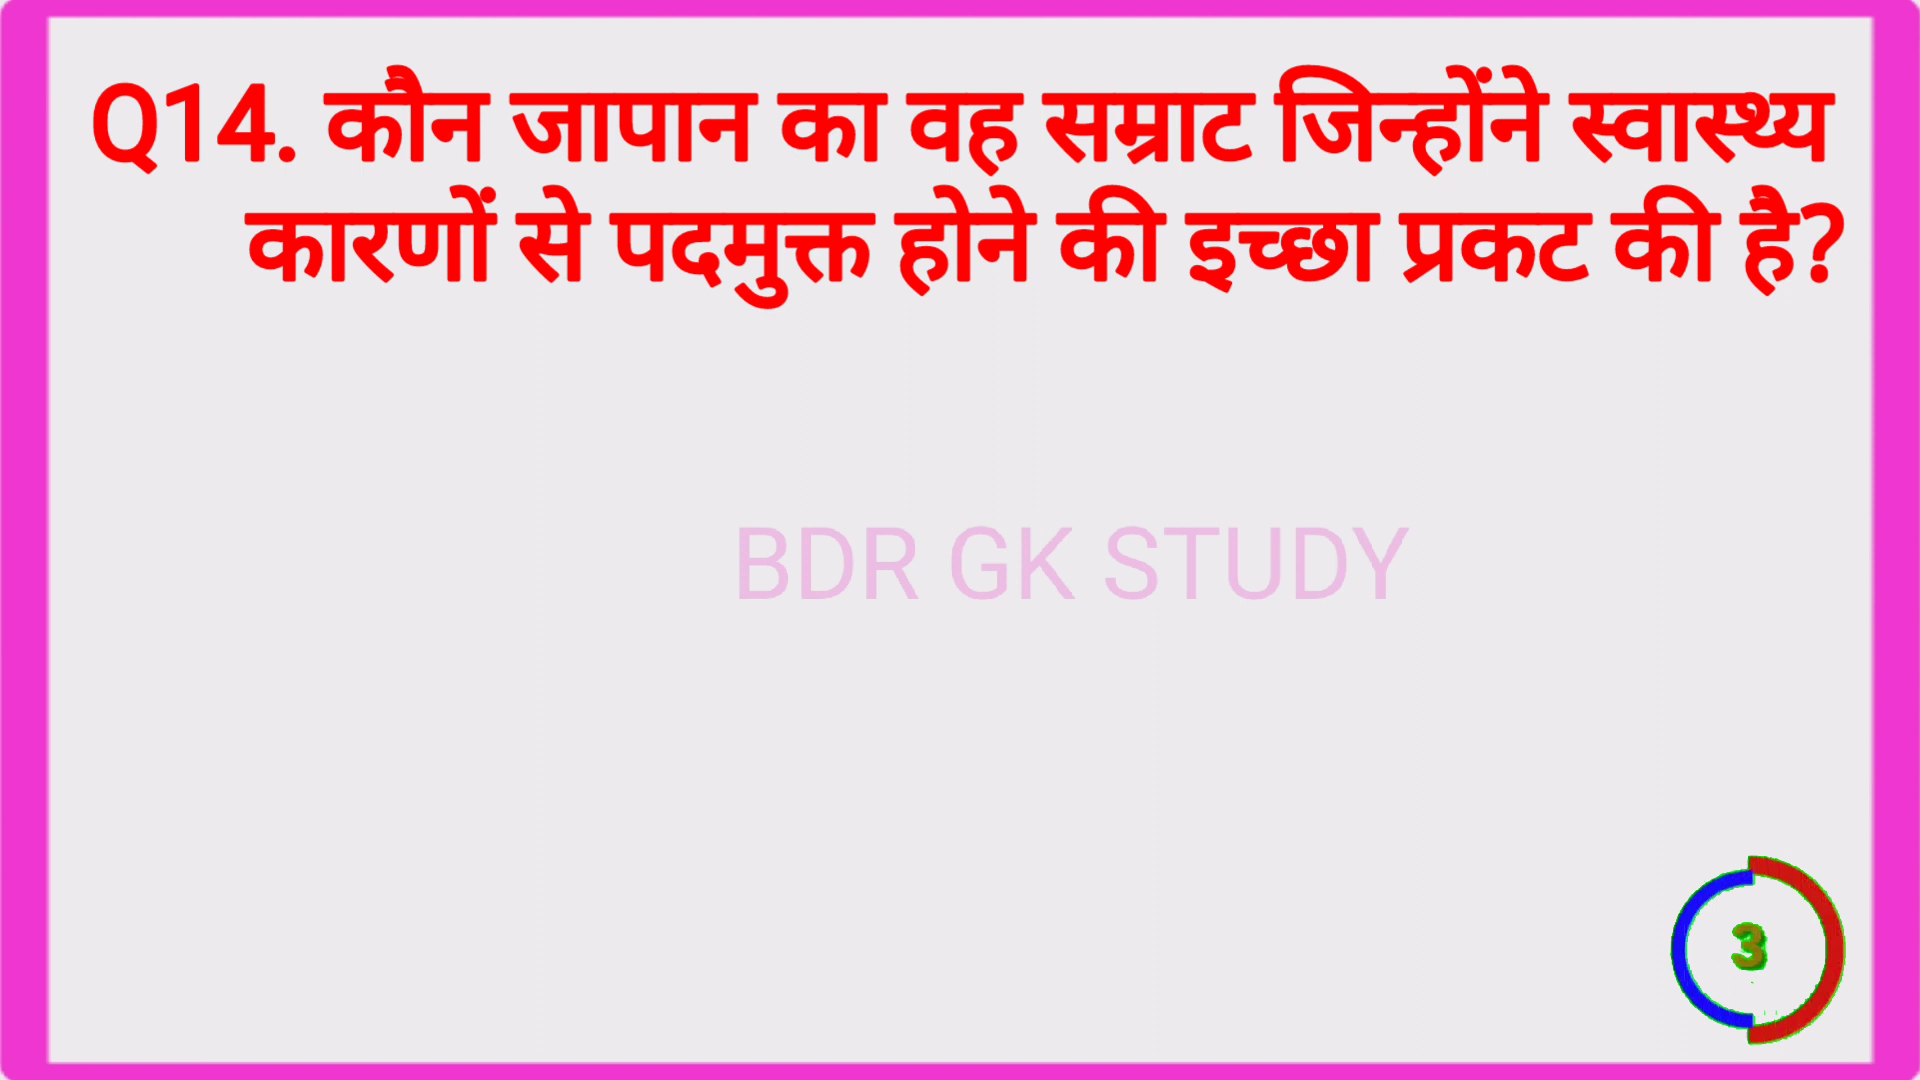 Q14. कौन जापान का वह सम्राट जिन्होंने स्वास्थ्य
कारणों से पदमुक्त होने की इच्छा प्रकट की है?
BDR GK STUDY
3